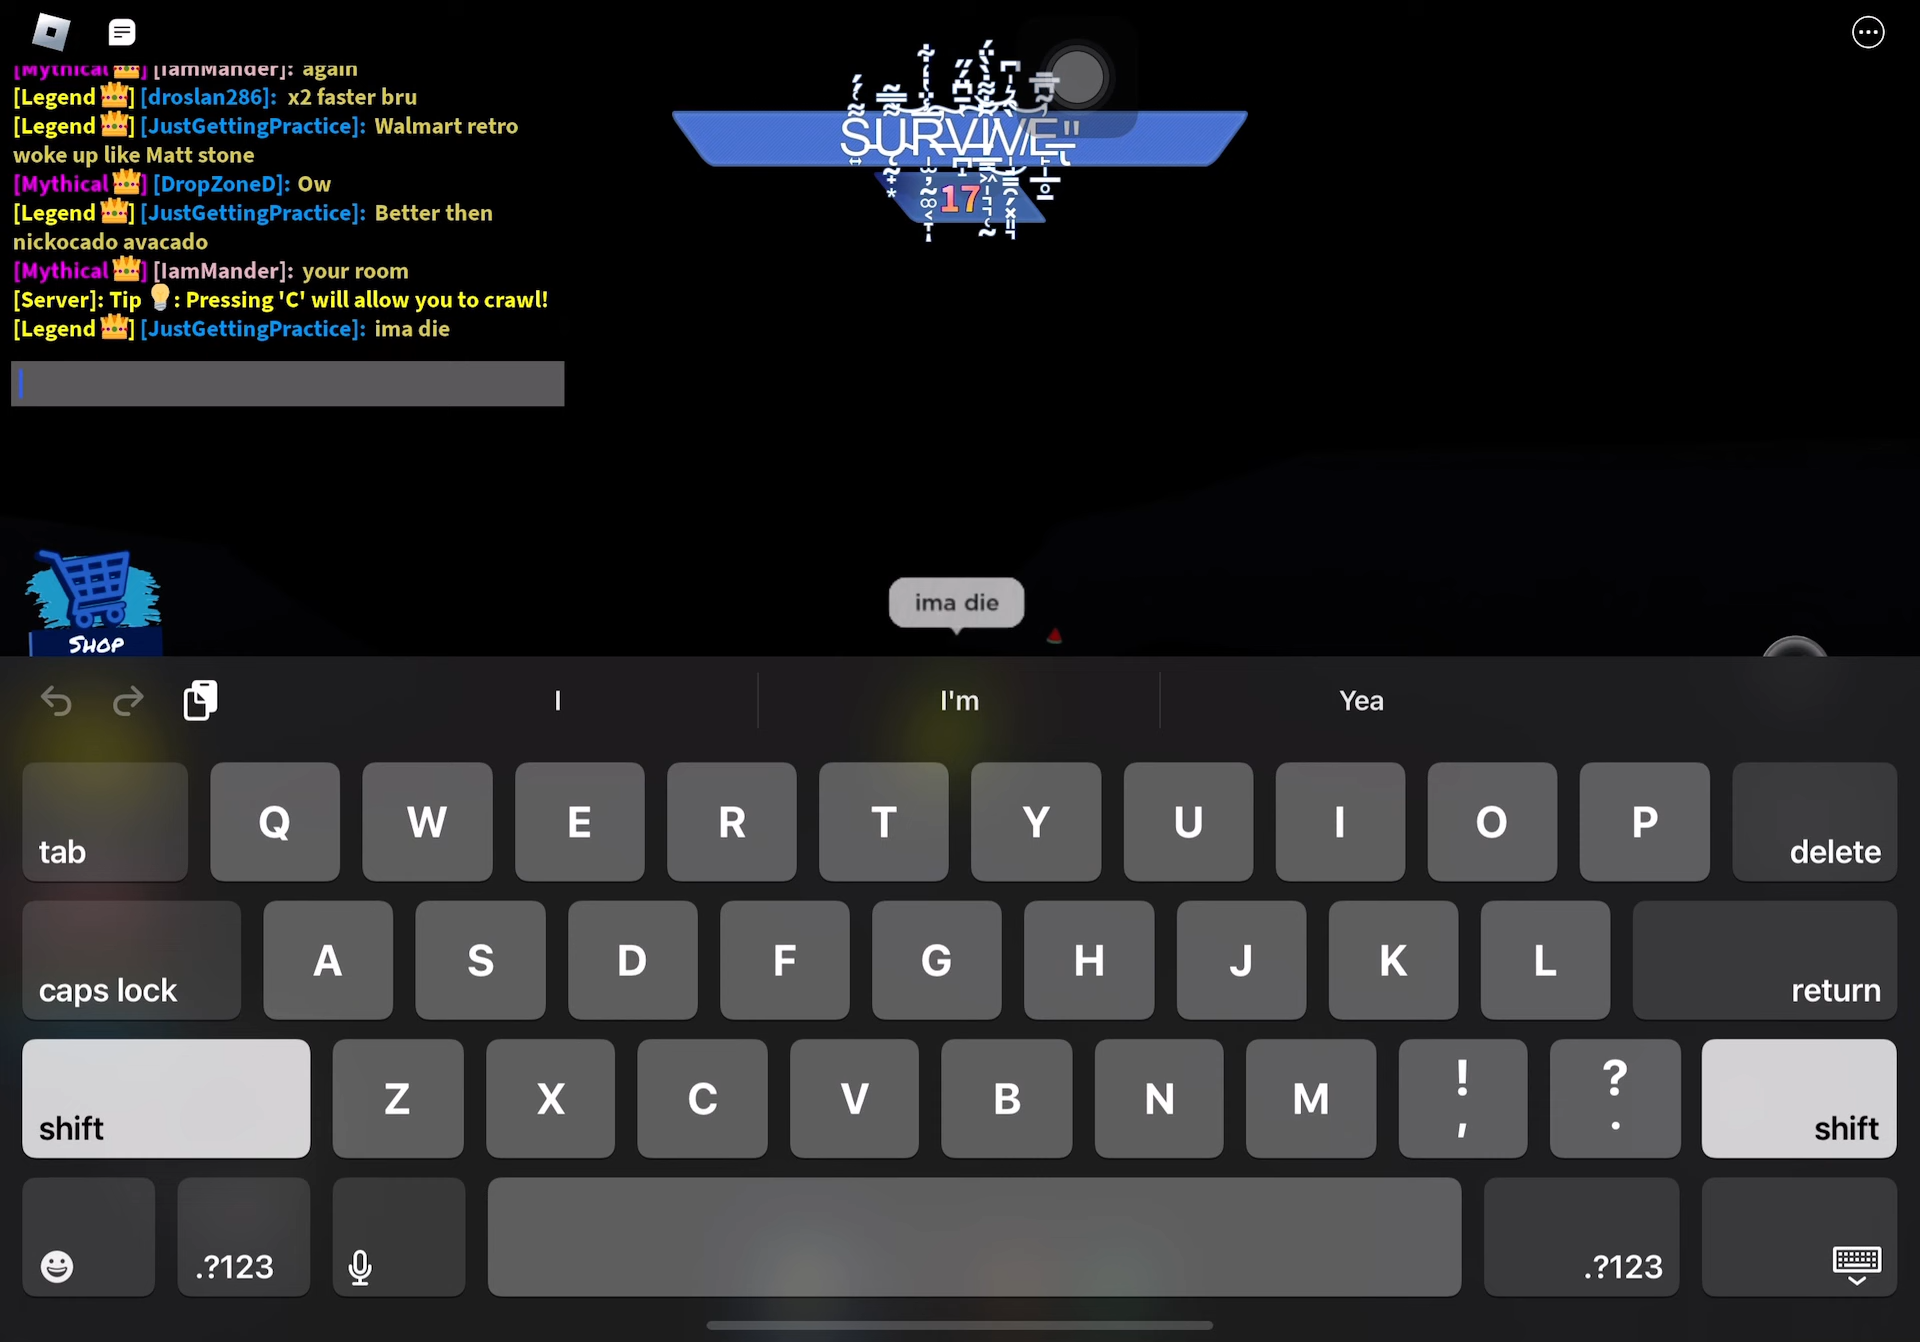 [Mythical👑] [IamMander]: again
[Legend👑] [droslan286]: x2 faster bru
[Legend👑] [JustGettingPractice]: Walmart retro
woke up like Matt stone
[Mythical👑] [DropZoneD]: Ow
[Legend👑] [JustGettingPractice]: Better then
nickocado avacado
[Mythical👑] [IamMander]: your room
[Server]: Tip 💡: Pressing 'C' will allow you to crawl!
[Legend👑] [JustGettingPractice]: ima die
SURVIVE"
17
SHOP
ima die
I I'm Yea
tab Q W E R T Y U I O P delete
caps lock A S D F G H J K L return
shift Z X C V B N M ! , ? . shift
.?123 .?123